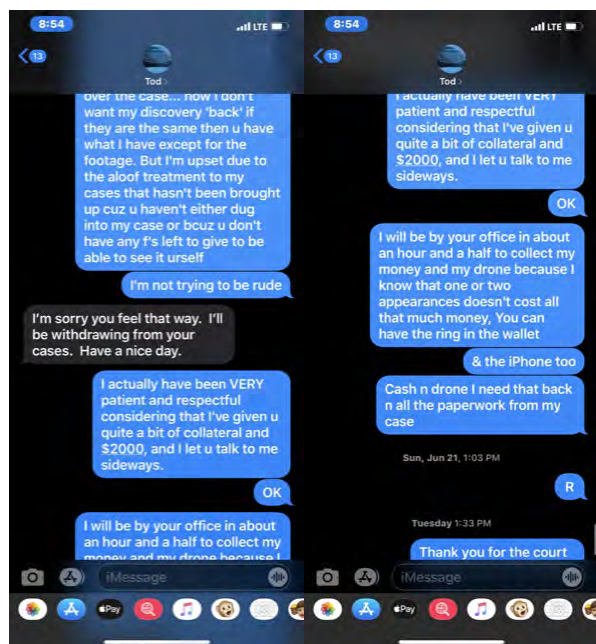 8:54
LTE
13
Tod
over the case... now I don't
want my discovery 'back' if
they are the same then u have
what I have except for the
footage. But I'm upset due to
the aloof treatment to my
cases that hasn't been brought
up cuz u haven't either dug
into my case or bcuz u don't
have any f's left to give to be
able to see it urself
I'm not trying to be rude
I'm sorry you feel that way. I'll
be withdrawing from your
cases. Have a nice day.
I actually have been VERY
patient and respectful
considering that I've given u
quite a bit of collateral and
$2000, and I let u talk to me
sideways.
OK
I will be by your office in about
an hour and a half to collect my
money and my drone because I
iMessage
Pay
8:54
LTE
13
Tod
I actually have been VERY
patient and respectful
considering that I've given u
quite a bit of collateral and
$2000, and I let u talk to me
sideways.
OK
I will be by your office in about
an hour and a half to collect my
money and my drone because I
know that one or two
appearances doesn't cost all
that much money, You can
have the ring in the wallet
& the iPhone too
Cash n drone I need that back
n all the paperwork from my
case
Sun, Jun 21, 1:03 PM
R
Tuesday 1:33 PM
Thank you for the court
iMessage
Pay